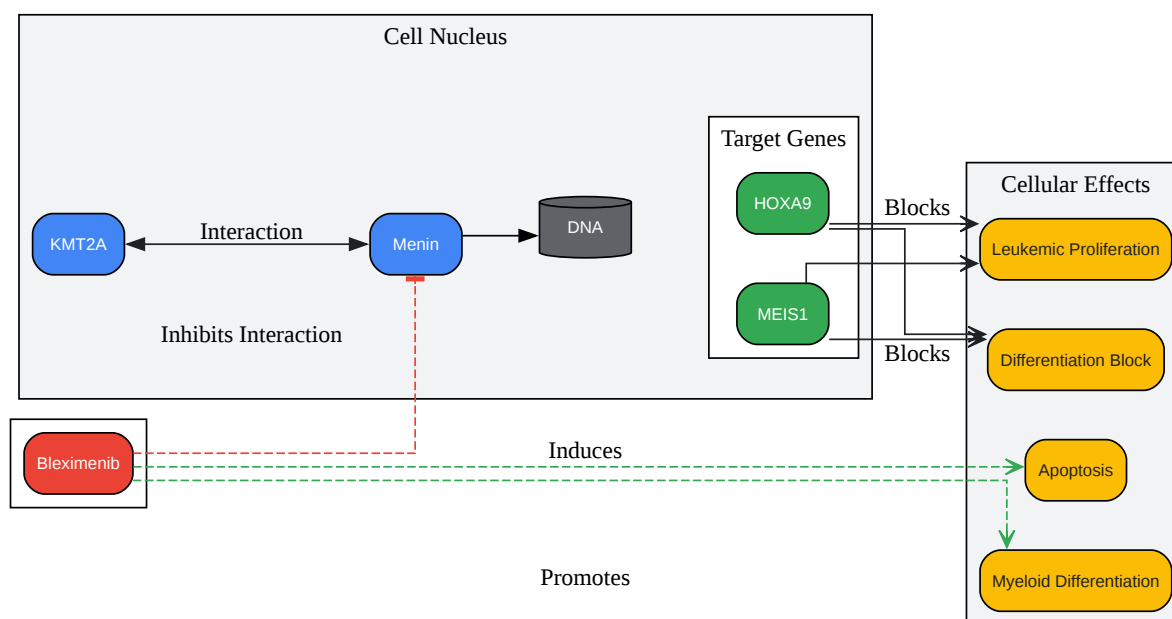 Cell Nucleus
Target Genes
HOXA9
Blocks
Cellular Effects
KMT2A
Interaction
Menin
DNA
Leukemic Proliferation
MEIS1
Inhibits Interaction
Blocks
Differentiation Block
Bleximenib
Induces
Apoptosis
Promotes
Myeloid Differentiation